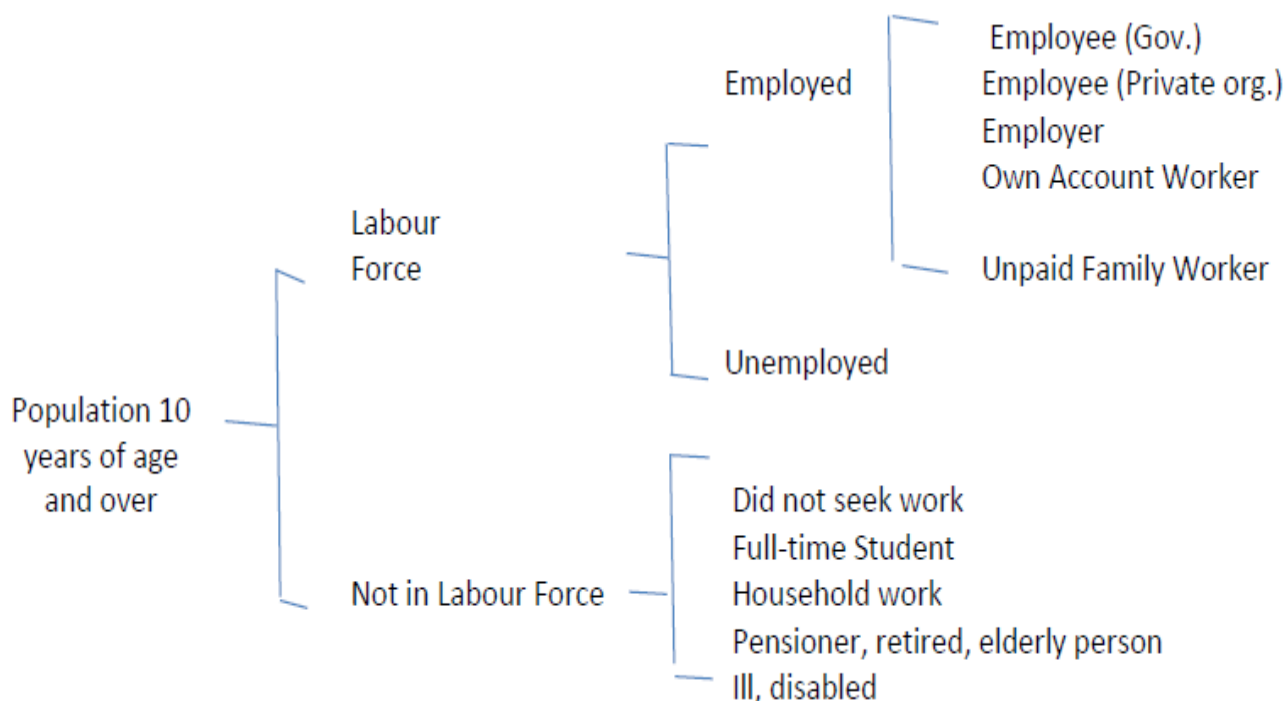 Employee (Gov.)
Employed
Employee (Private org.)
Employer
Own Account Worker
Labour
Force
Unpaid Family Worker
Unemployed
Population 10
years of age
and over
Did not seek work
Full-time Student
Not in Labour Force
Household work
Pensioner, retired, elderly person
Ill, disabled